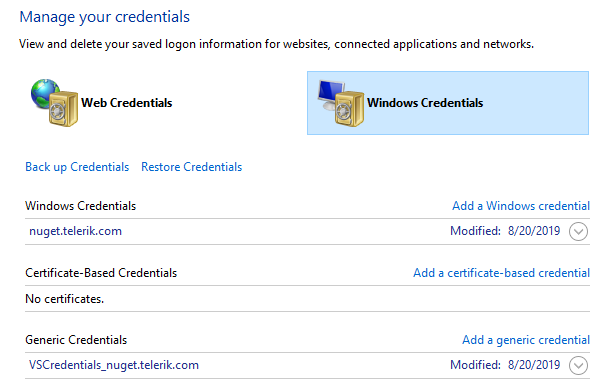 Manage your credentials
View and delete your saved logon information for websites, connected applications and networks.
Web Credentials
Windows Credentials
Back up Credentials Restore Credentials
Windows Credentials Add a Windows credential
nuget.telerik.com Modified: 8/20/2019
Certificate-Based Credentials Add a certificate-based credential
No certificates.
Generic Credentials Add a generic credential
VSCredentials_nuget.telerik.com Modified: 8/20/2019